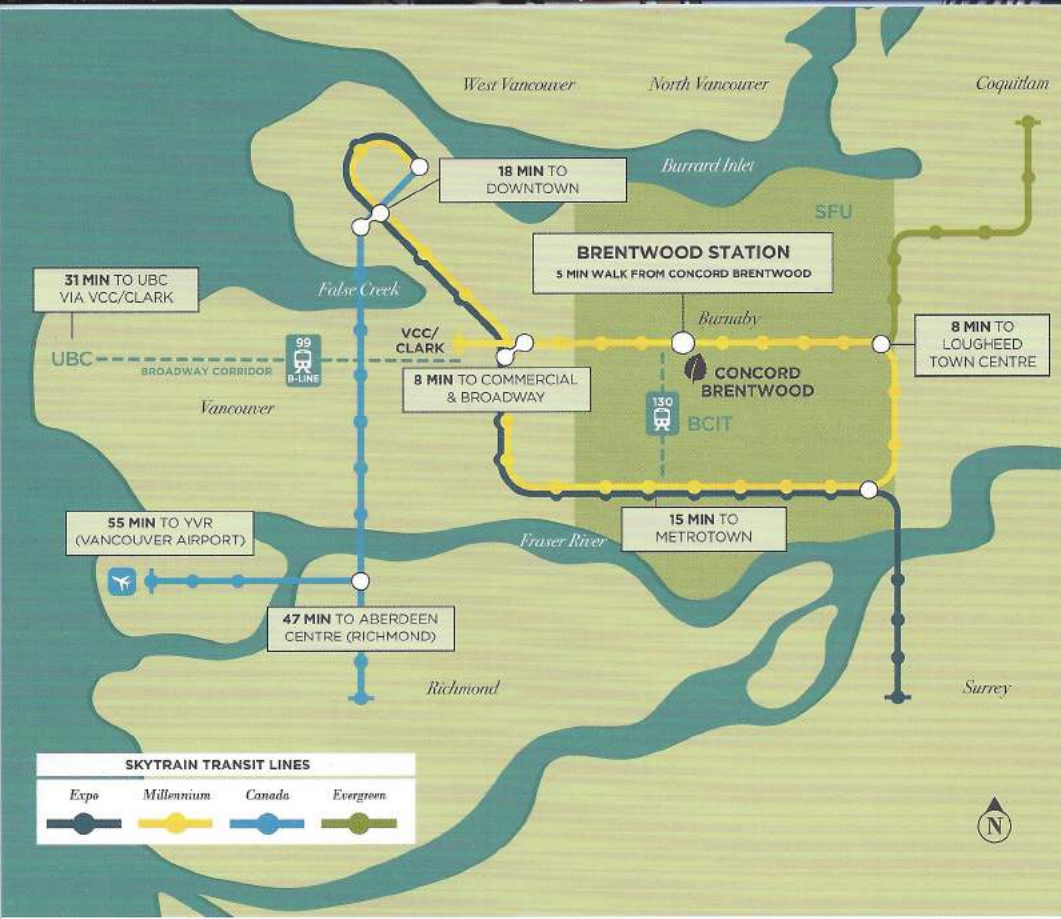 West Vancouver
North Vancouver
Coquitlam
18 MIN TO
DOWNTOWN
Burrard Inlet
SFU
BRENTWOOD STATION
5 MIN WALK FROM CONCORD BRENTWOOD
31 MIN TO UBC
VIA VCC/CLARK
False Creek
Burnaby
VCC/
CLARK
8 MIN TO
LOUGHEED
TOWN CENTRE
UBC
BROADWAY CORRIDOR
99
B-LINE
8 MIN TO COMMERCIAL
& BROADWAY
CONCORD
BRENTWOOD
Vancouver
130
BCIT
55 MIN TO YVR
(VANCOUVER AIRPORT)
Fraser River
15 MIN TO
METROTOWN
47 MIN TO ABERDEEN
CENTRE (RICHMOND)
Richmond
Surrey
SKYTRAIN TRANSIT LINES
Expo
Millennium
Canada
Evergreen
N